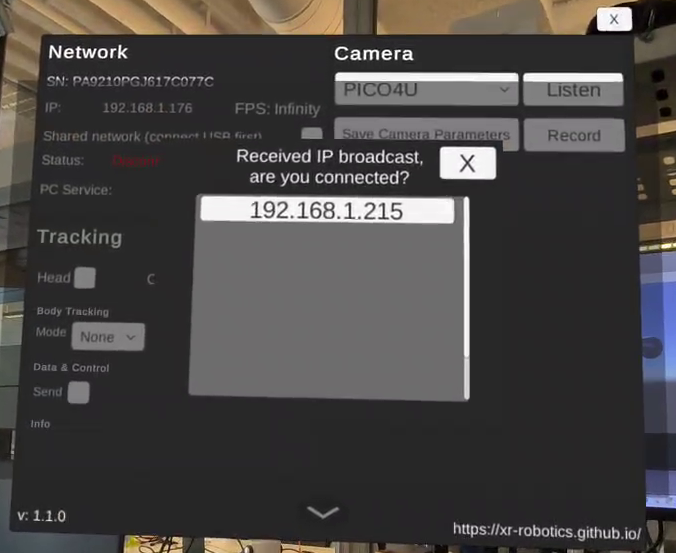 X
Network
Camera
SN: PA9210PGJ617C077C
PICO4U
Listen
IP: 192.168.1.176 FPS: Infinity
Shared network (connect USB first)
Save Camera Parameters
Record
Status:
Received IP broadcast,
are you connected?
X
PC Service:
192.168.1.215
Tracking
Head
C
Body Tracking
Mode None
Data & Control
Send
Info
v: 1.1.0
https://xr-robotics.github.io/